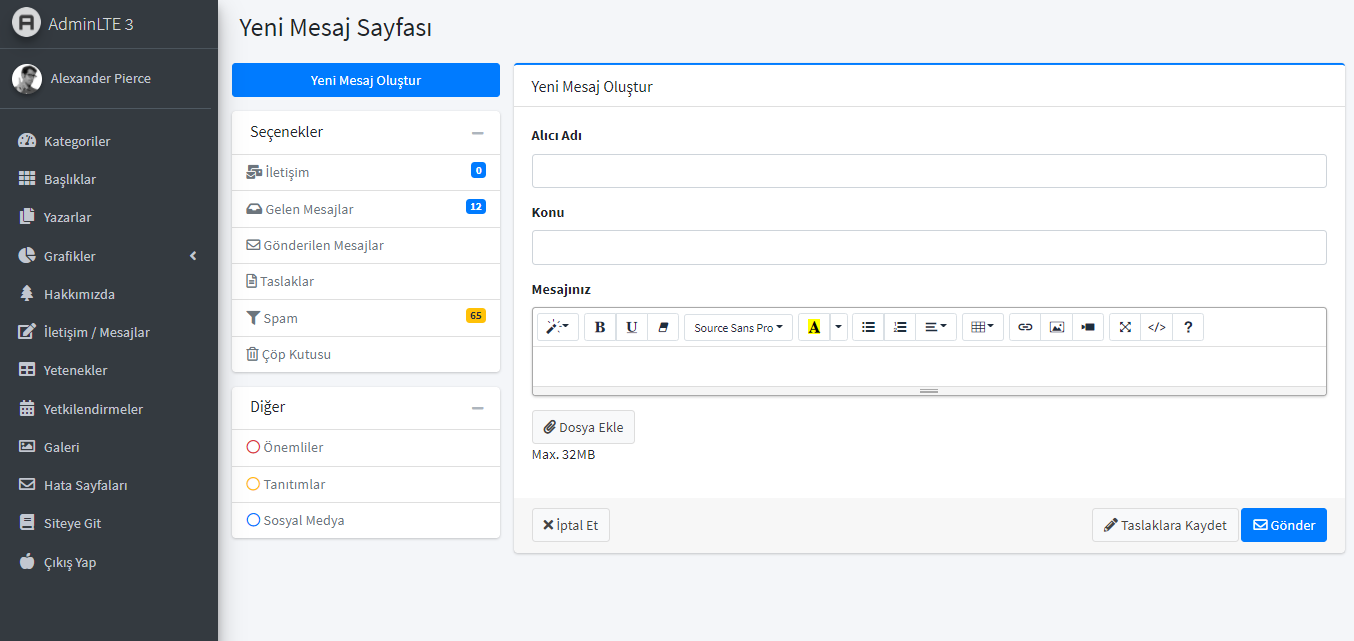 AdminLTE 3
Alexander Pierce
Kategoriler
Başlıklar
Yazarlar
Grafikler
Hakkımızda
İletişim / Mesajlar
Yetenekler
Yetkilendirmeler
Galeri
Hata Sayfaları
Siteye Git
Çıkış Yap
Yeni Mesaj Sayfası
Yeni Mesaj Oluştur
Seçenekler
İletişim 0
Gelen Mesajlar 12
Gönderilen Mesajlar
Taslaklar
Spam 65
Çöp Kutusu
Diğer
Önemliler
Tanıtımlar
Sosyal Medya
Yeni Mesaj Oluştur
Alıcı Adı
Konu
Mesajınız
B U Source Sans Pro A </> ?
Dosya Ekle
Max. 32MB
İptal Et Taslaklara Kaydet Gönder